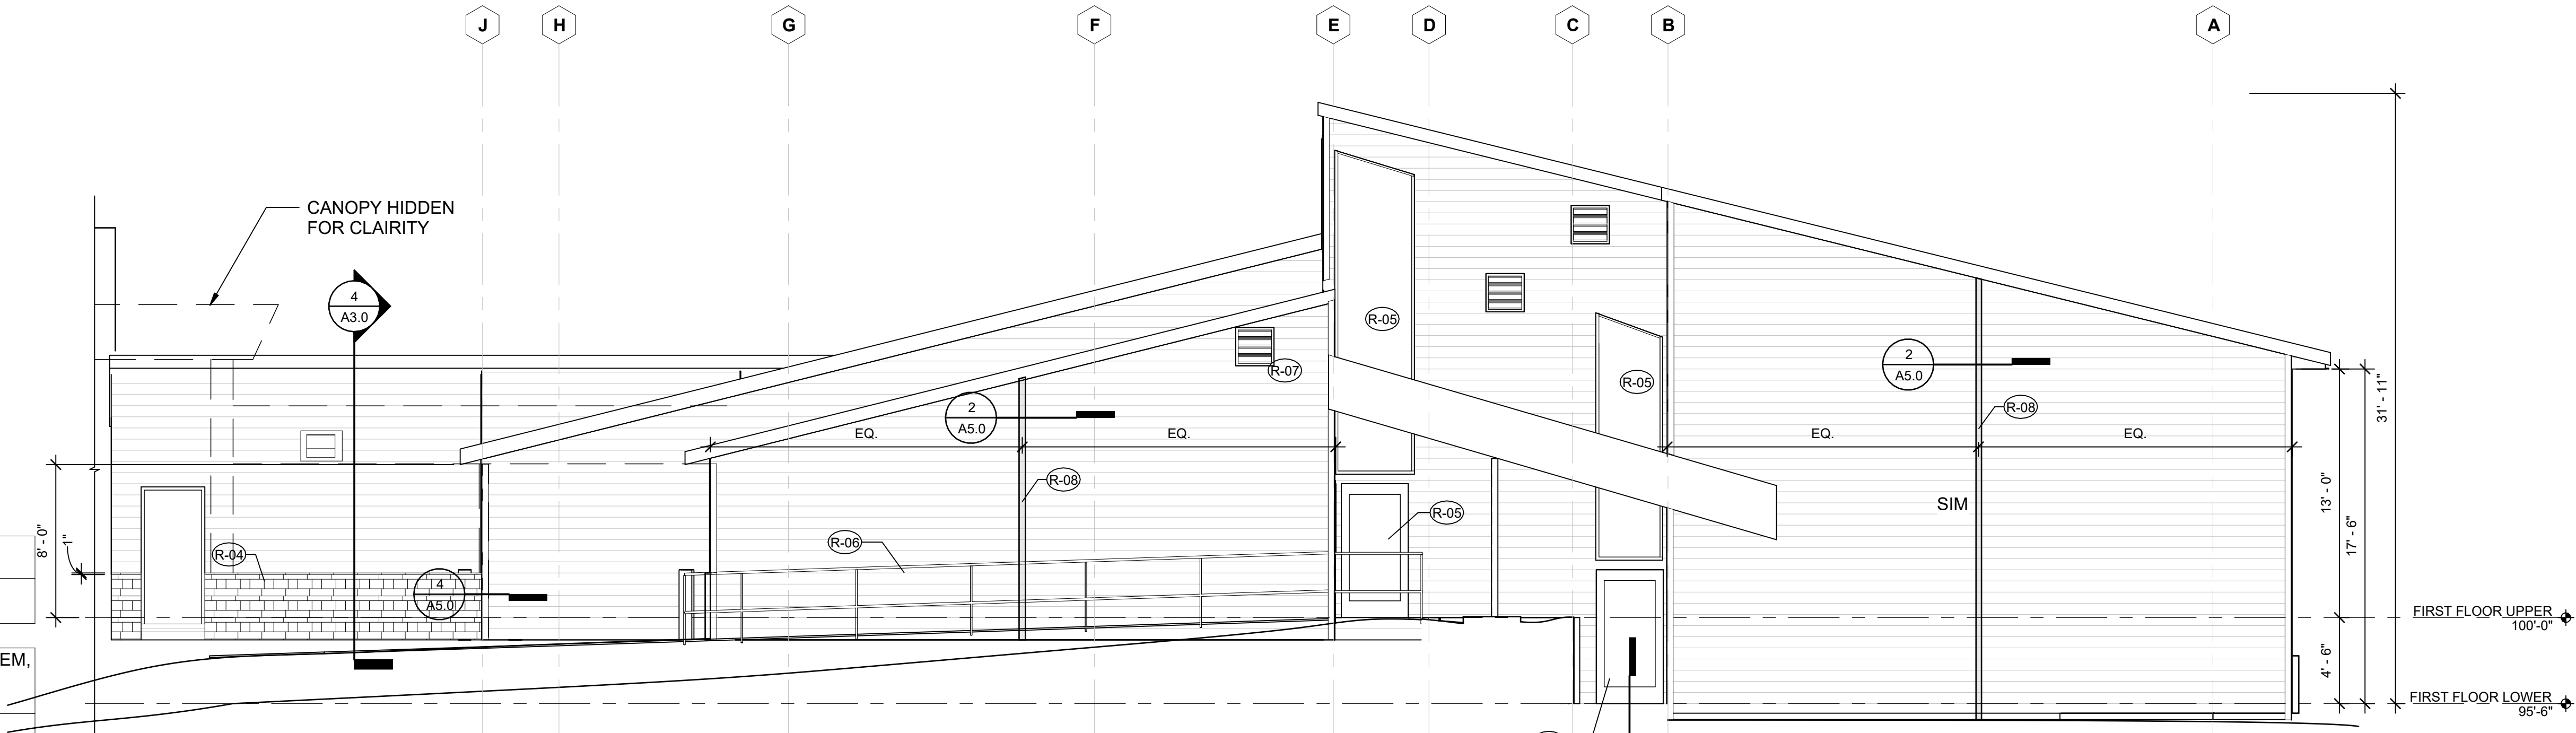 J
H
G
F
E
D
C
B
A
CANOPY HIDDEN
FOR CLAIRITY
4
A3.0
R-05
R-07
R-05
2
A5.0
2
A5.0
R-08
31' - 11"
EQ.
EQ.
EQ.
EQ.
R-08
SIM
13' - 0"
17' - 6"
R-05
8' - 0"
1"
R-04
R-06
4
A5.0
FIRST FLOOR UPPER
100'-0"
EM,
4' - 6"
FIRST FLOOR LOWER
95'-6"